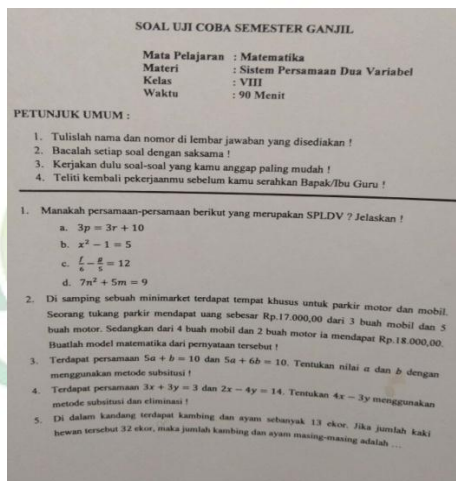 SOAL UJI COBA SEMESTER GANJIL
Mata Pelajaran : Matematika
Materi : Sistem Persamaan Dua Variabel
Kelas : VIII
Waktu : 90 Menit
PETUNJUK UMUM :
1. Tulislah nama dan nomor di lembar jawaban yang disediakan !
2. Bacalah setiap soal dengan saksama !
3. Kerjakan dulu soal-soal yang kamu anggap paling mudah !
4. Teliti kembali pekerjaanmu sebelum kamu serahkan Bapak/Ibu Guru !
1. Manakah persamaan-persamaan berikut yang merupakan SPLDV ? Jelaskan !
a. 3p = 3r + 10
b. x² − 1 = 5
c. f/6 − g/5 = 12
d. 7n² + 5m = 9
2. Di samping sebuah minimarket terdapat tempat khusus untuk parkir motor dan mobil.
Seorang tukang parkir mendapat uang sebesar Rp.17.000,00 dari 3 buah mobil dan 5
buah motor. Sedangkan dari 4 buah mobil dan 2 buah motor ia mendapat Rp.18.000,00.
Buatlah model matematika dari pernyataan tersebut !
3. Terdapat persamaan 5a + b = 10 dan 5a + 6b = 10. Tentukan nilai a dan b dengan
menggunakan metode subsitusi !
4. Terdapat persamaan 3x + 3y = 3 dan 2x − 4y = 14. Tentukan 4x − 3y menggunakan
metode subsitusi dan eliminasi !
5. Di dalam kandang terdapat kambing dan ayam sebanyak 13 ekor. Jika jumlah kaki
hewan tersebut 32 ekor, maka jumlah kambing dan ayam masing-masing adalah ...